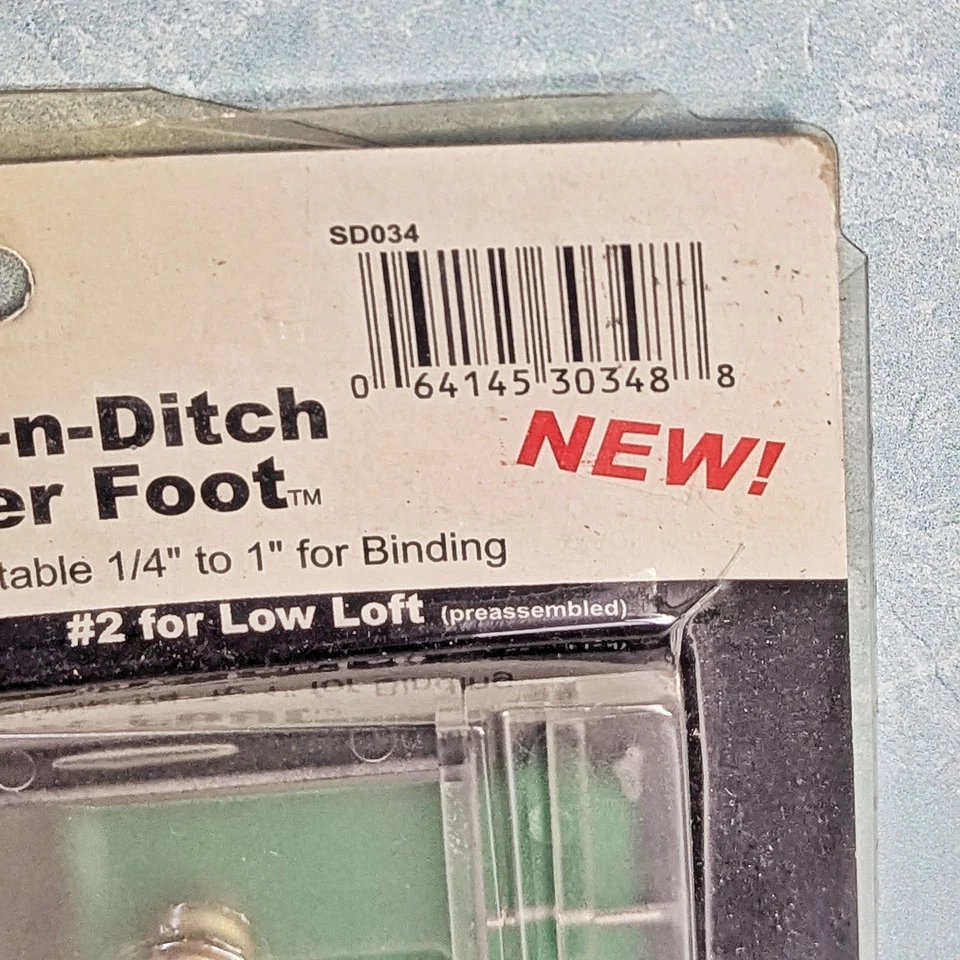 SD034
0 64145 30348 8
NEW!
-n-Ditch
er Foot™
table 1/4" to 1" for Binding
#2 for Low Loft (preassembled)